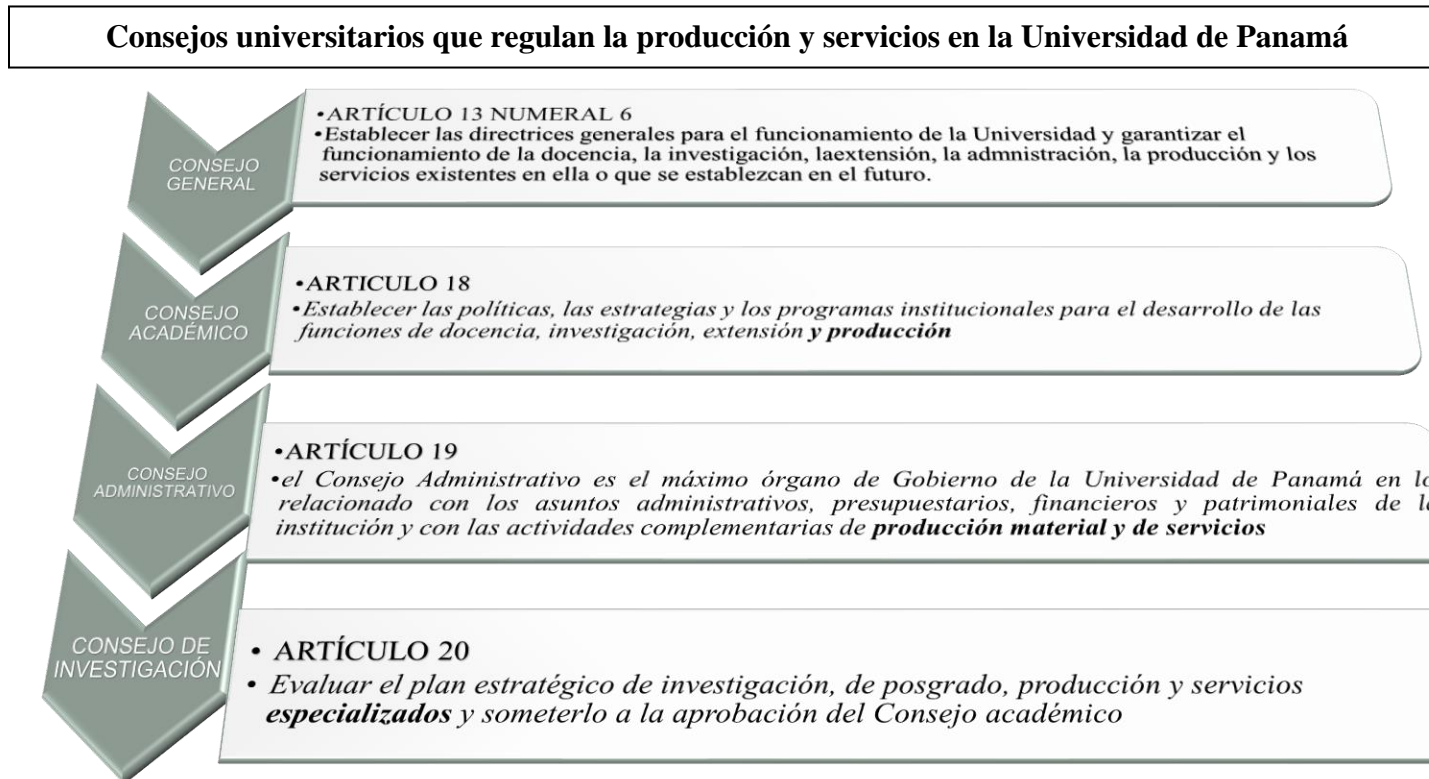 Consejos universitarios que regulan la producción y servicios en la Universidad de Panamá
CONSEJO
GENERAL
•ARTÍCULO 13 NUMERAL 6
•Establecer las directrices generales para el funcionamiento de la Universidad y garantizar el
funcionamiento de la docencia, la investigación, laextensión, la admnistración, la producción y los
servicios existentes en ella o que se establezcan en el futuro.
CONSEJO
ACADÉMICO
•ARTICULO 18
•Establecer las políticas, las estrategias y los programas institucionales para el desarrollo de las
funciones de docencia, investigación, extensión y producción
CONSEJO
ADMINISTRATIVO
•ARTÍCULO 19
•el Consejo Administrativo es el máximo órgano de Gobierno de la Universidad de Panamá en lo
relacionado con los asuntos administrativos, presupuestarios, financieros y patrimoniales de la
institución y con las actividades complementarias de producción material y de servicios
CONSEJO DE
INVESTIGACIÓN
• ARTÍCULO 20
• Evaluar el plan estratégico de investigación, de posgrado, producción y servicios
especializados y someterlo a la aprobación del Consejo académico